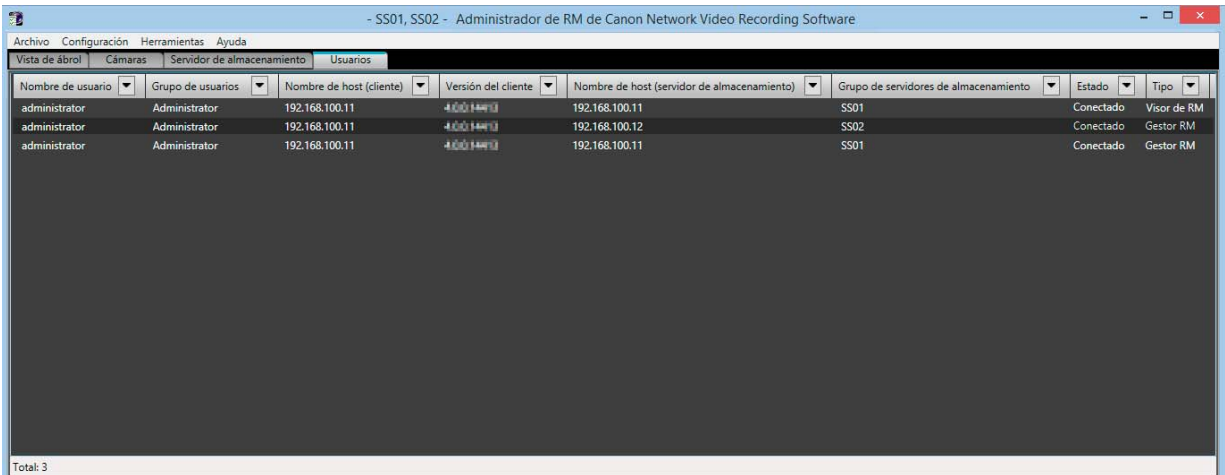 - SS01, SS02 - Administrador de RM de Canon Network Video Recording Software
Archivo Configuración Herramientas Ayuda
Vista de ábrol Cámaras Servidor de almacenamiento Usuarios
Nombre de usuario Grupo de usuarios Nombre de host (cliente) Versión del cliente Nombre de host (servidor de almacenamiento) Grupo de servidores de almacenamiento Estado Tipo
administrator Administrator 192.168.100.11 192.168.100.11 SS01 Conectado Visor de RM
administrator Administrator 192.168.100.11 192.168.100.12 SS02 Conectado Gestor RM
administrator Administrator 192.168.100.11 192.168.100.11 SS01 Conectado Gestor RM
Total: 3